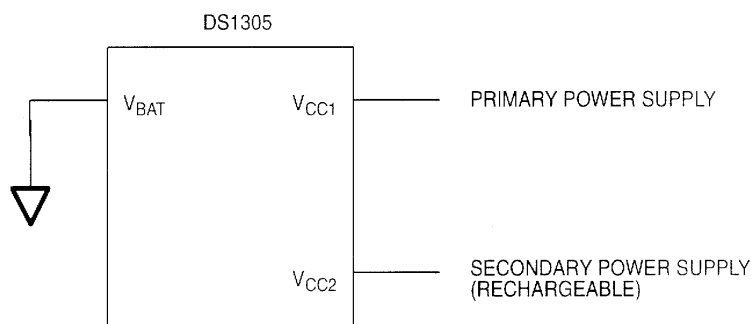 DS1305
V_BAT
V_CC1
PRIMARY POWER SUPPLY
V_CC2
SECONDARY POWER SUPPLY
(RECHARGEABLE)